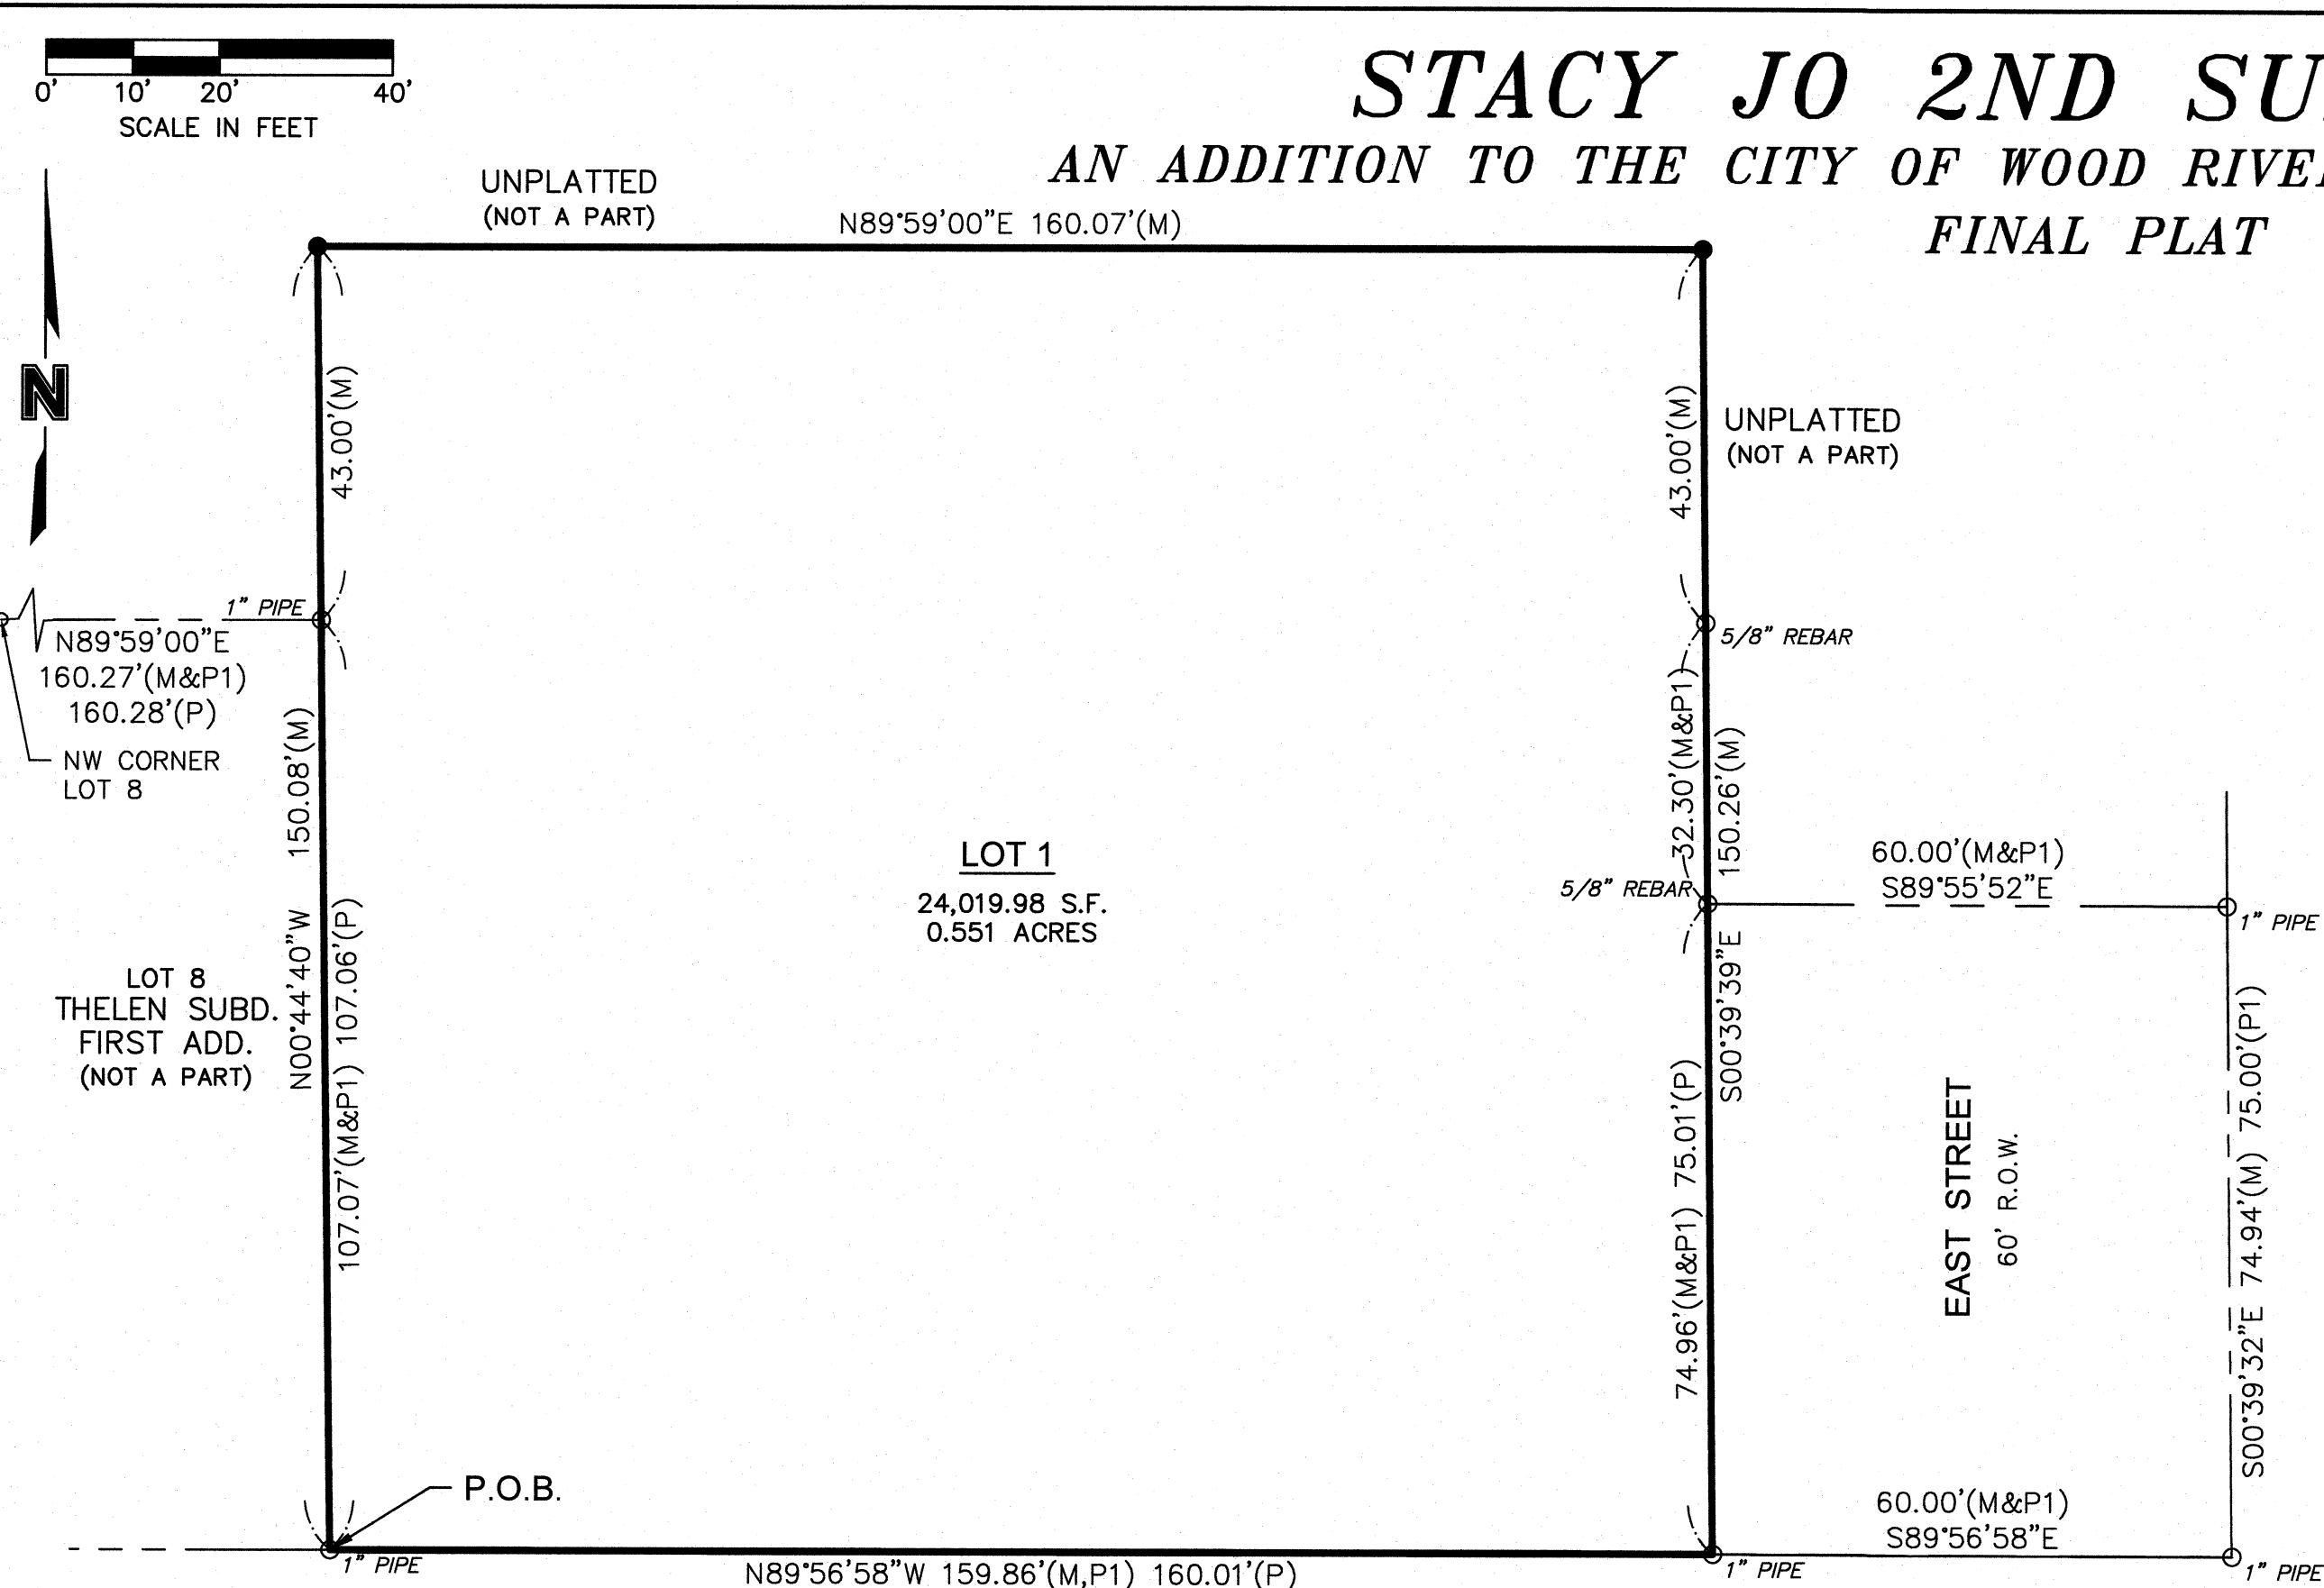 0' 10' 20' 40'
SCALE IN FEET
STACY JO 2ND SU
AN ADDITION TO THE CITY OF WOOD RIVE
FINAL PLAT
UNPLATTED
(NOT A PART)
N89°59'00"E 160.07'(M)
N
43.00'(M)
43.00'(M)
UNPLATTED
(NOT A PART)
1" PIPE
N89°59'00"E
160.27'(M&P1)
160.28'(P)
NW CORNER
LOT 8
5/8" REBAR
32.30'(M&P1)
N00°44'40"W 150.08'(M)
107.07'(M&P1) 107.06'(P)
LOT 1
24,019.98 S.F.
0.551 ACRES
S00°39'39"E 150.26'(M)
5/8" REBAR
60.00'(M&P1)
S89°55'52"E
1" PIPE
LOT 8
THELEN SUBD.
FIRST ADD.
(NOT A PART)
74.96'(M&P1) 75.01'(P)
EAST STREET
60' R.O.W.
S00°39'32"E 74.94'(M) 75.00'(P1)
P.O.B.
1" PIPE
N89°56'58"W 159.86'(M,P1) 160.01'(P)
60.00'(M&P1)
S89°56'58"E
1" PIPE
1" PIPE